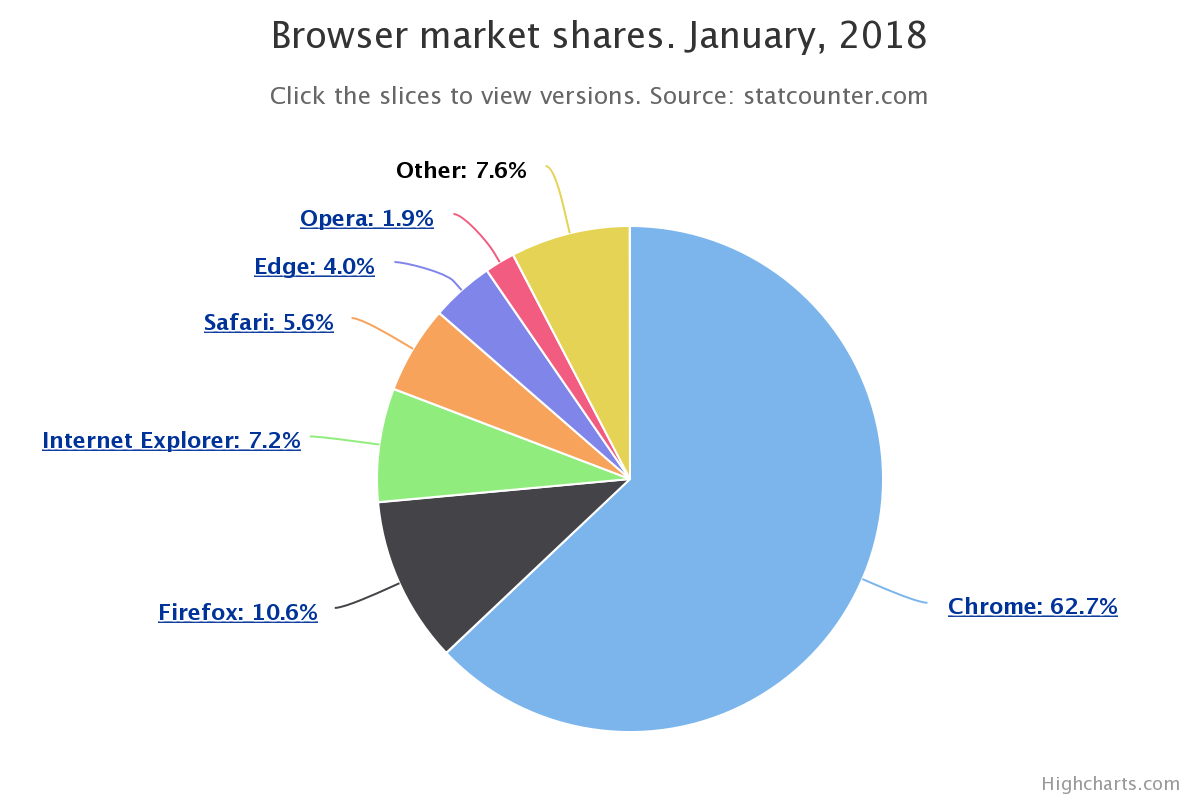 Browser market shares. January, 2018
Click the slices to view versions. Source: statcounter.com
Other: 7.6%
Opera: 1.9%
Edge: 4.0%
Safari: 5.6%
Internet Explorer: 7.2%
Firefox: 10.6%
Chrome: 62.7%
Highcharts.com